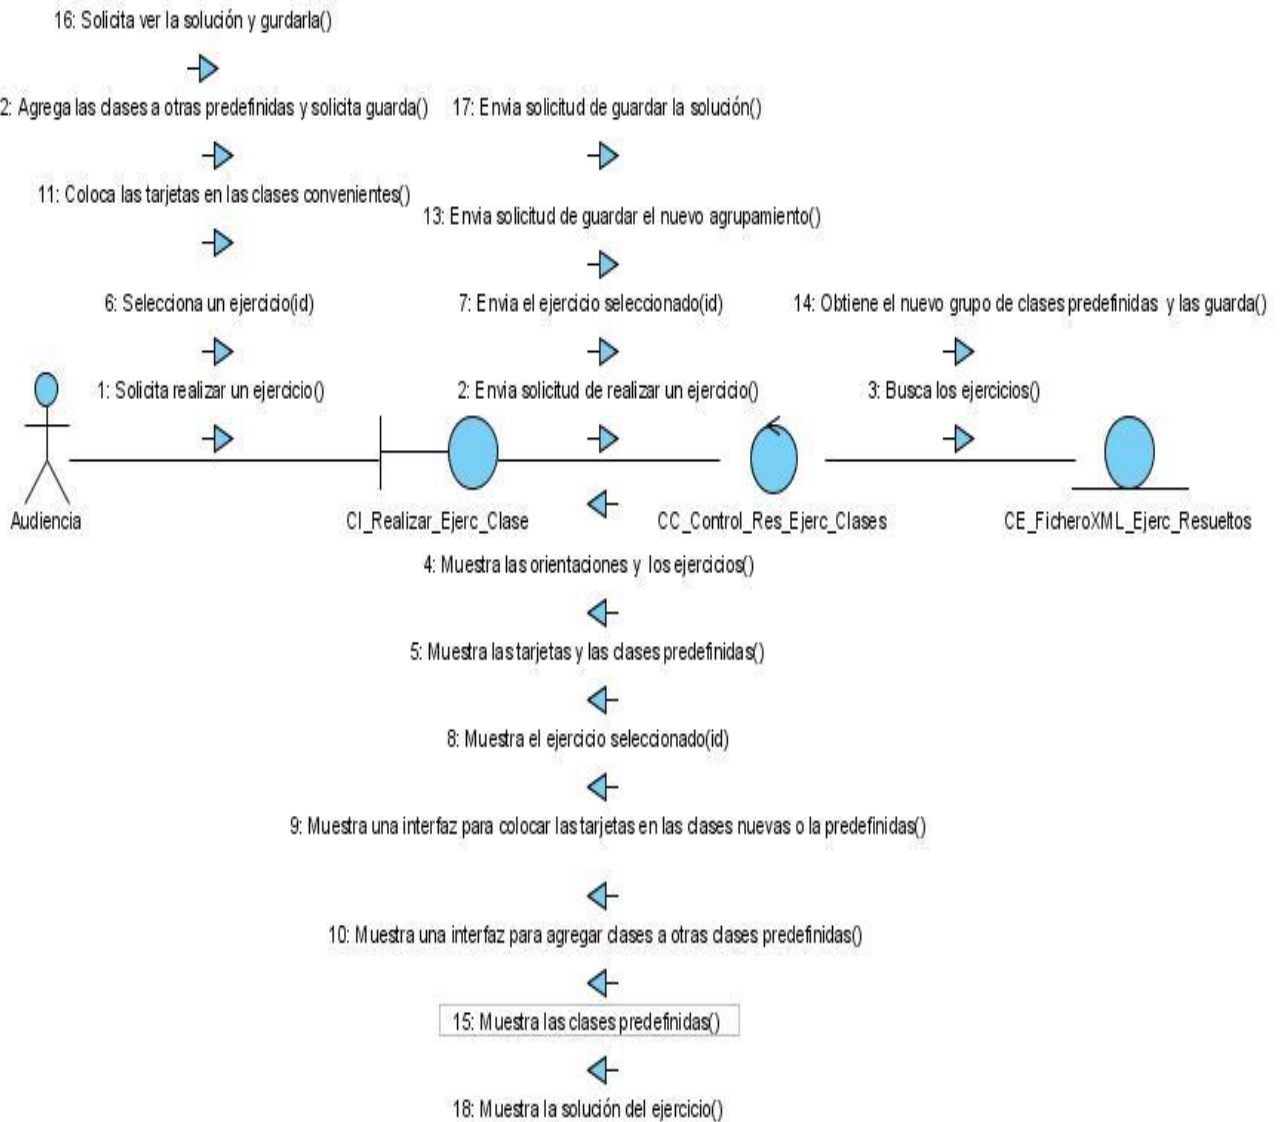 16: Solicita ver la solución y gurdarla()
2: Agrega las clases a otras predefinidas y solicita guarda()
17: Envia solicitud de guardar la solución()
11: Coloca las tarjetas en las clases convenientes()
13: Envia solicitud de guardar el nuevo agrupamiento()
6: Selecciona un ejercicio(id)
7: Envia el ejercicio seleccionado(id)
14: Obtiene el nuevo grupo de clases predefinidas y las guarda()
1: Solicita realizar un ejercicio()
2: Envia solicitud de realizar un ejercicio()
3: Busca los ejercicios()
Audiencia
CI_Realizar_Ejerc_Clase
CC_Control_Res_Ejerc_Clases
CE_FicheroXML_Ejerc_Resueltos
4: Muestra las orientaciones y los ejercicios()
5: Muestra las tarjetas y las clases predefinidas()
8: Muestra el ejercicio seleccionado(id)
9: Muestra una interfaz para colocar las tarjetas en las clases nuevas o la predefinidas()
10: Muestra una interfaz para agregar clases a otras clases predefinidas()
15: Muestra las clases predefinidas()
18: Muestra la solución del ejercicio()